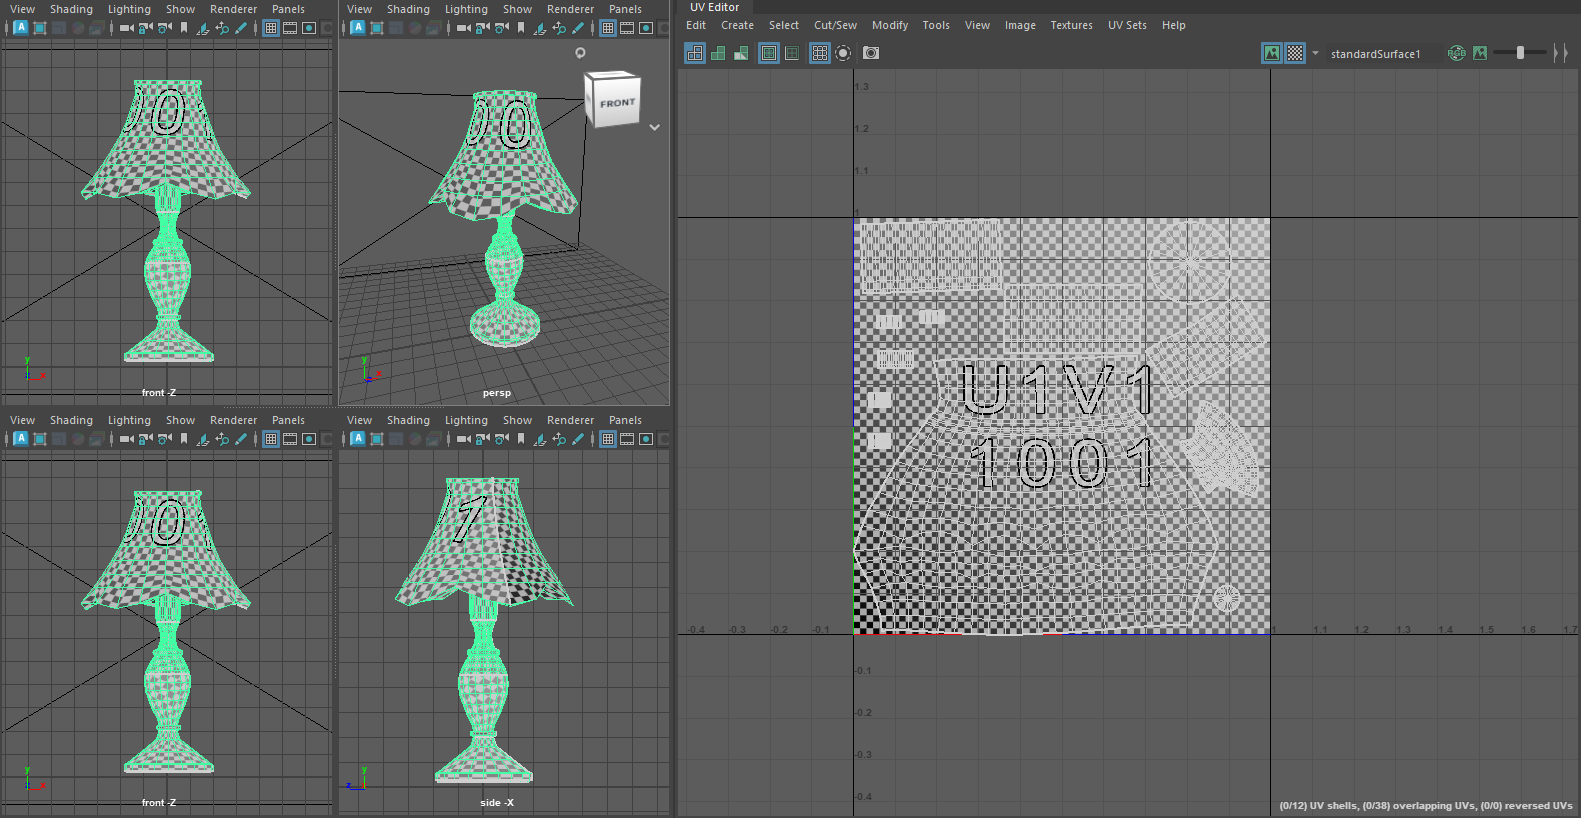 View Shading Lighting Show Renderer Panels
View Shading Lighting Show Renderer Panels
UV Editor
Edit Create Select Cut/Sew Modify Tools View Image Textures UV Sets Help
standardSurface1
FRONT
front -Z
persp
View Shading Lighting Show Renderer Panels
View Shading Lighting Show Renderer Panels
front -Z
side -X
1.3
1.2
1.1
1
U1V1
1001
-0.4 -0.3 -0.2 -0.1 1 1.1 1.2 1.3 1.4 1.5 1.6 1.7
-0.1
-0.2
-0.3
-0.4
(0/12) UV shells, (0/38) overlapping UVs, (0/0) reversed UVs